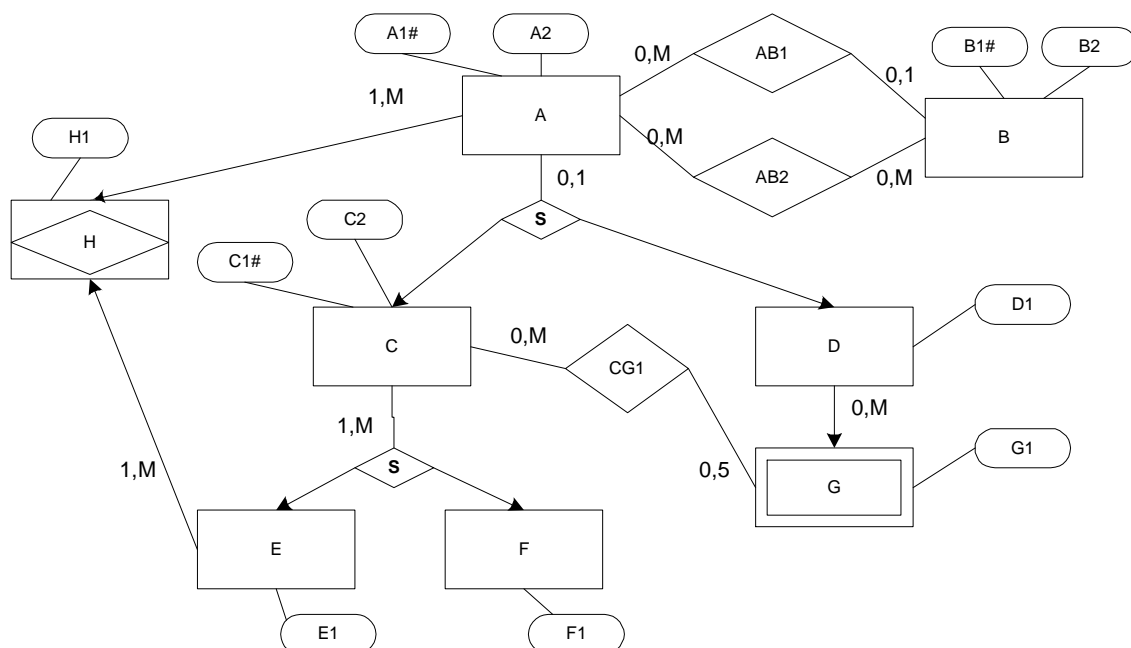 A1#
A2
B1#
B2
0,M
AB1
0,1
1,M
A
B
H1
0,M
AB2
0,M
0,1
S
H
C2
C1#
D1
0,M
C
CG1
D
0,M
1,M
G1
1,M
S
0,5
G
E
F
E1
F1